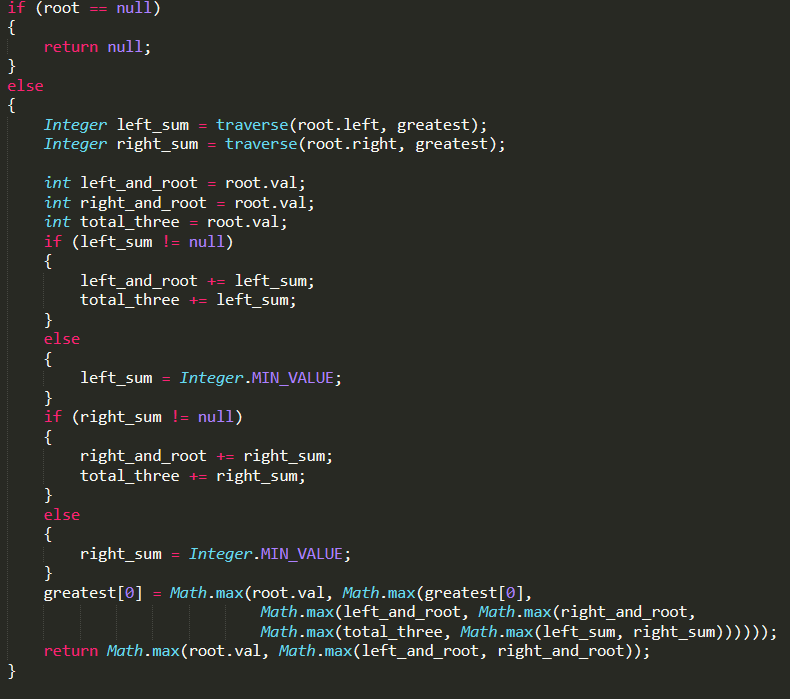 if (root == null)
{
    return null;
}
else
{
    Integer left_sum = traverse(root.left, greatest);
    Integer right_sum = traverse(root.right, greatest);

    int left_and_root = root.val;
    int right_and_root = root.val;
    int total_three = root.val;
    if (left_sum != null)
    {
        left_and_root += left_sum;
        total_three += left_sum;
    }
    else
    {
        left_sum = Integer.MIN_VALUE;
    }
    if (right_sum != null)
    {
        right_and_root += right_sum;
        total_three += right_sum;
    }
    else
    {
        right_sum = Integer.MIN_VALUE;
    }
    greatest[0] = Math.max(root.val, Math.max(greatest[0],
                            Math.max(left_and_root, Math.max(right_and_root,
                            Math.max(total_three, Math.max(left_sum, right_sum))))));
    return Math.max(root.val, Math.max(left_and_root, right_and_root));
}